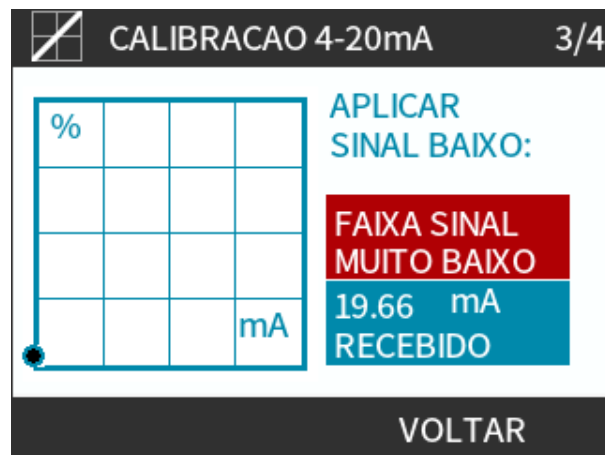 CALIBRACAO 4-20mA 3/4
%
mA
APLICAR
SINAL BAIXO:
FAIXA SINAL
MUITO BAIXO
19.66 mA
RECEBIDO
VOLTAR